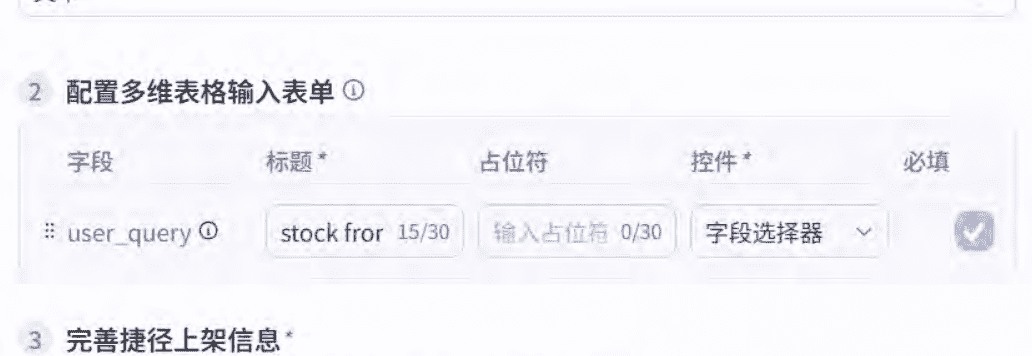 2 配置多维表格输入表单
字段 标题* 占位符 控件* 必填
user_query stock fror 15/30 输入占位符 0/30 字段选择器
3 完善捷径上架信息*